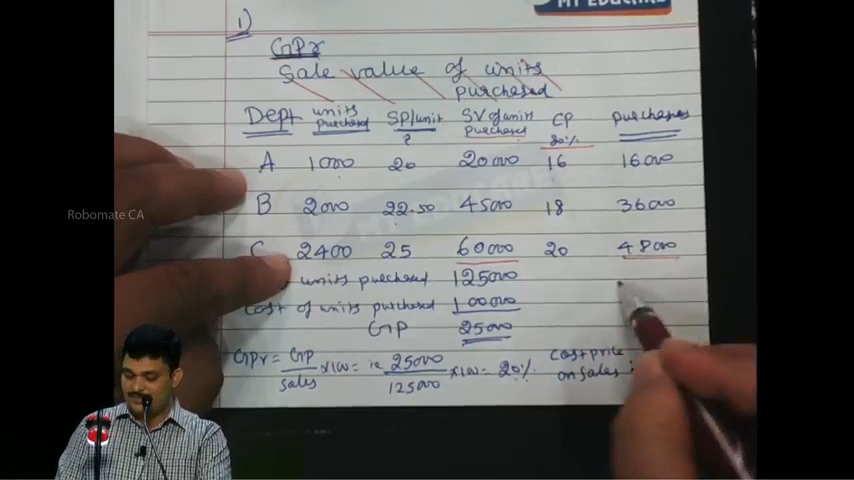 MT EDUCARE
1)
GPr
Sale value of units
purchased
Dept units purchased SP/unit SV of units purchased CP purchases
? 20%
A 1000 20 20000 16 16000
B 2000 22.50 45000 18 36000
Robomate CA
C 2400 25 60000 20 48000
units purchased 125000
cost of units purchased 100000
GP 25000
GPr = GP/sales x100 = ie 25000/125000 x100 = 20%. cost price
on sales :